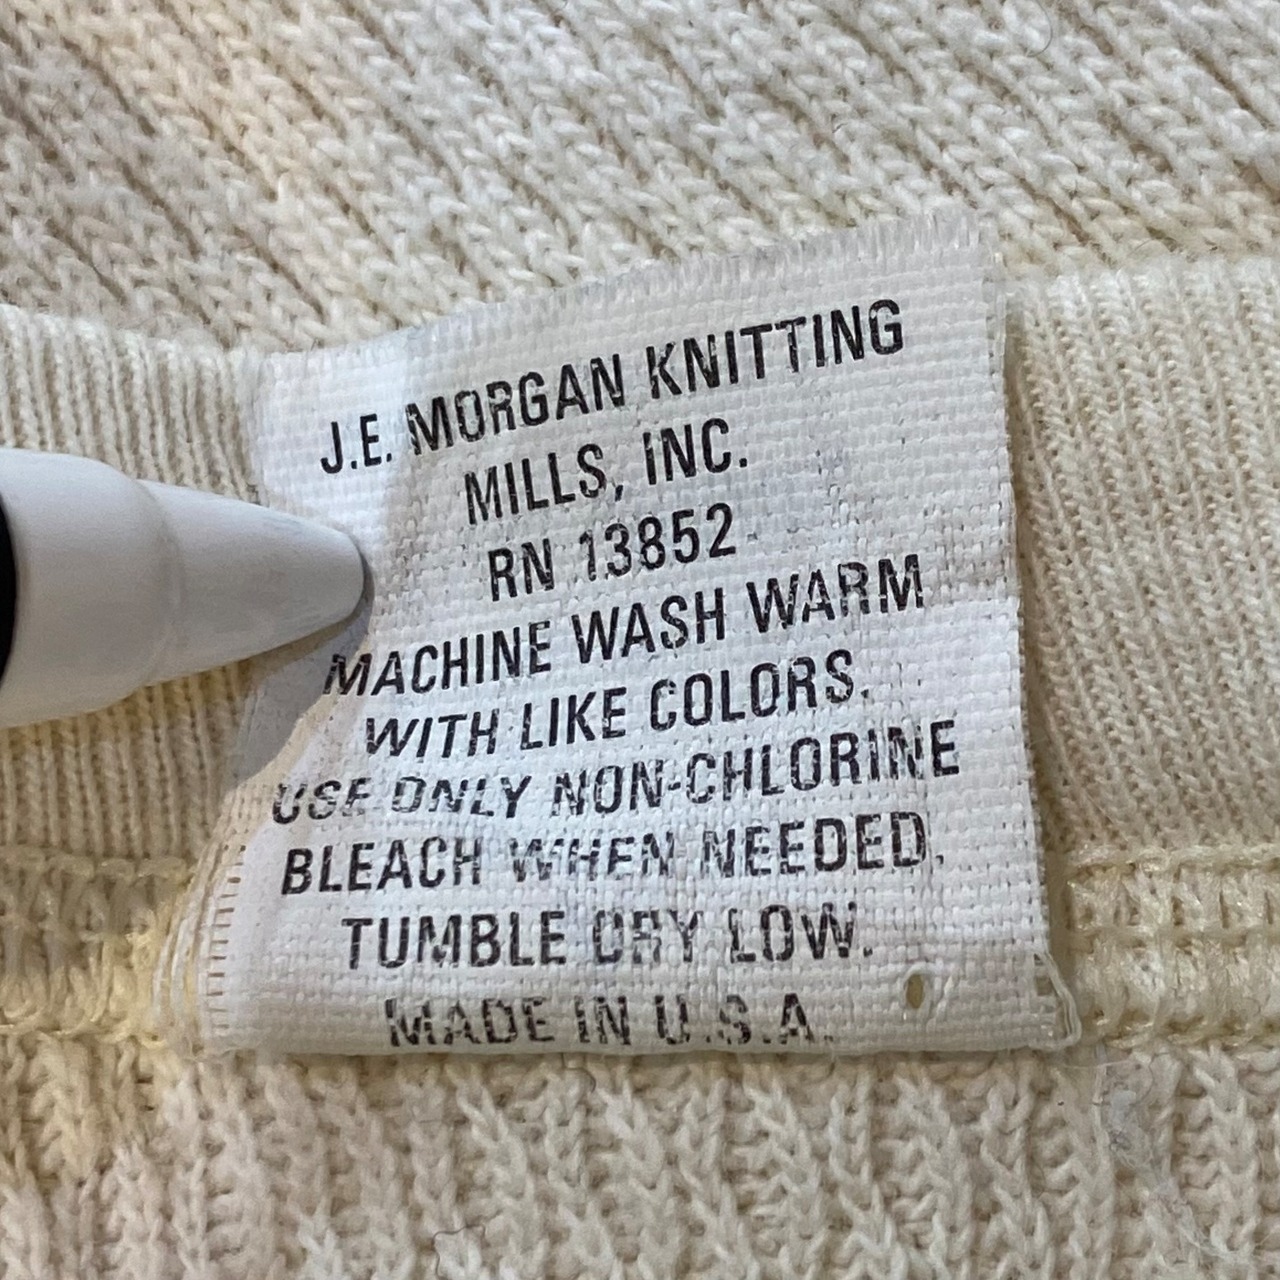 J.E. MORGAN KNITTING
MILLS, INC.
RN 13852
MACHINE WASH WARM
WITH LIKE COLORS.
USE ONLY NON-CHLORINE
BLEACH WHEN NEEDED.
TUMBLE DRY LOW.
MADE IN U.S.A.